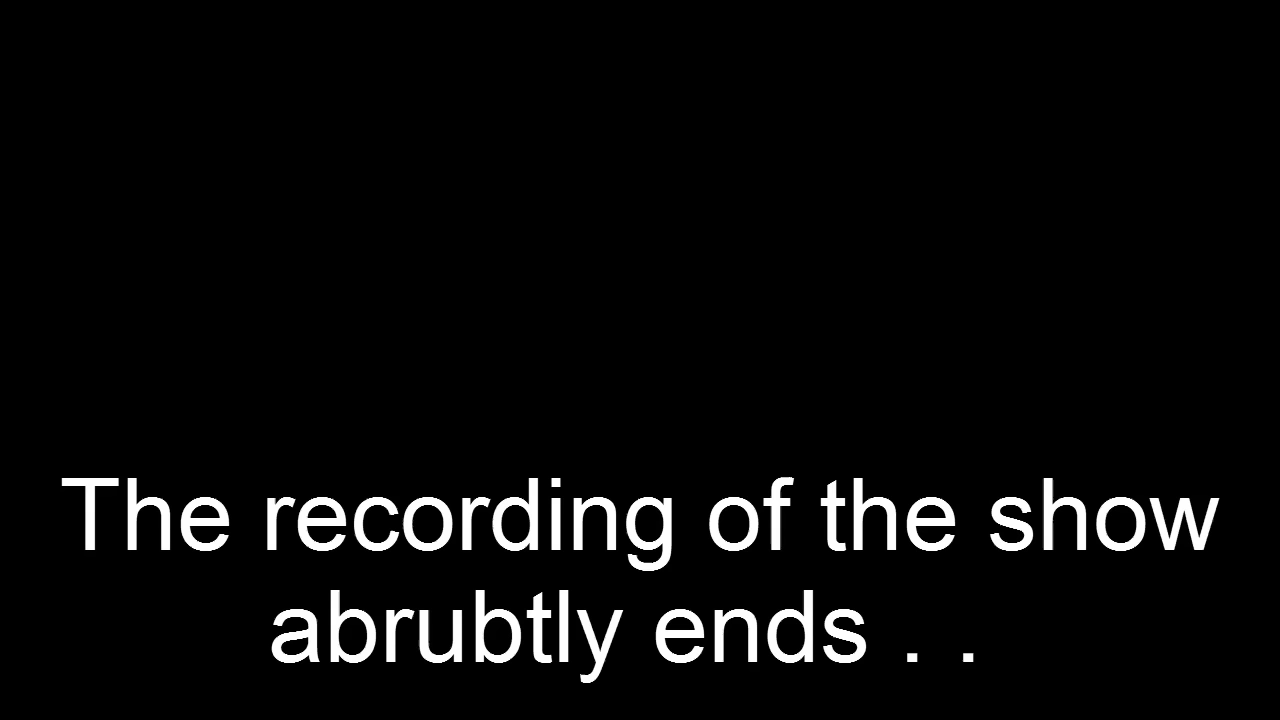 The recording of the show
abrubtly ends . .